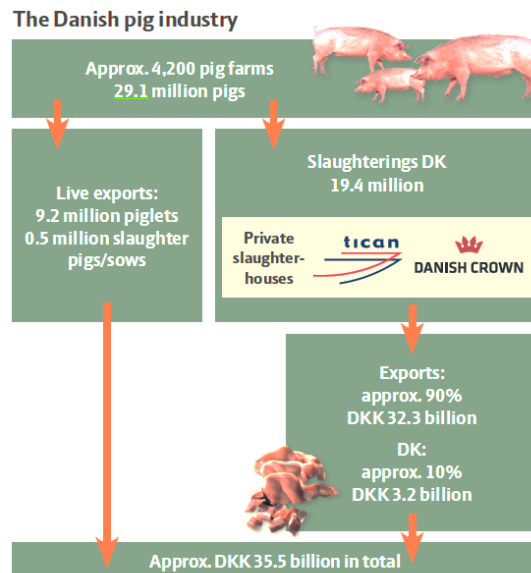 The Danish pig industry
Approx. 4,200 pig farms
29.1 million pigs
Live exports:
9.2 million piglets
0.5 million slaughter
pigs/sows
Slaughterings DK
19.4 million
Private
slaughter-
houses
tican
DANISH CROWN
Exports:
approx. 90%
DKK 32.3 billion
DK:
approx. 10%
DKK 3.2 billion
Approx. DKK 35.5 billion in total